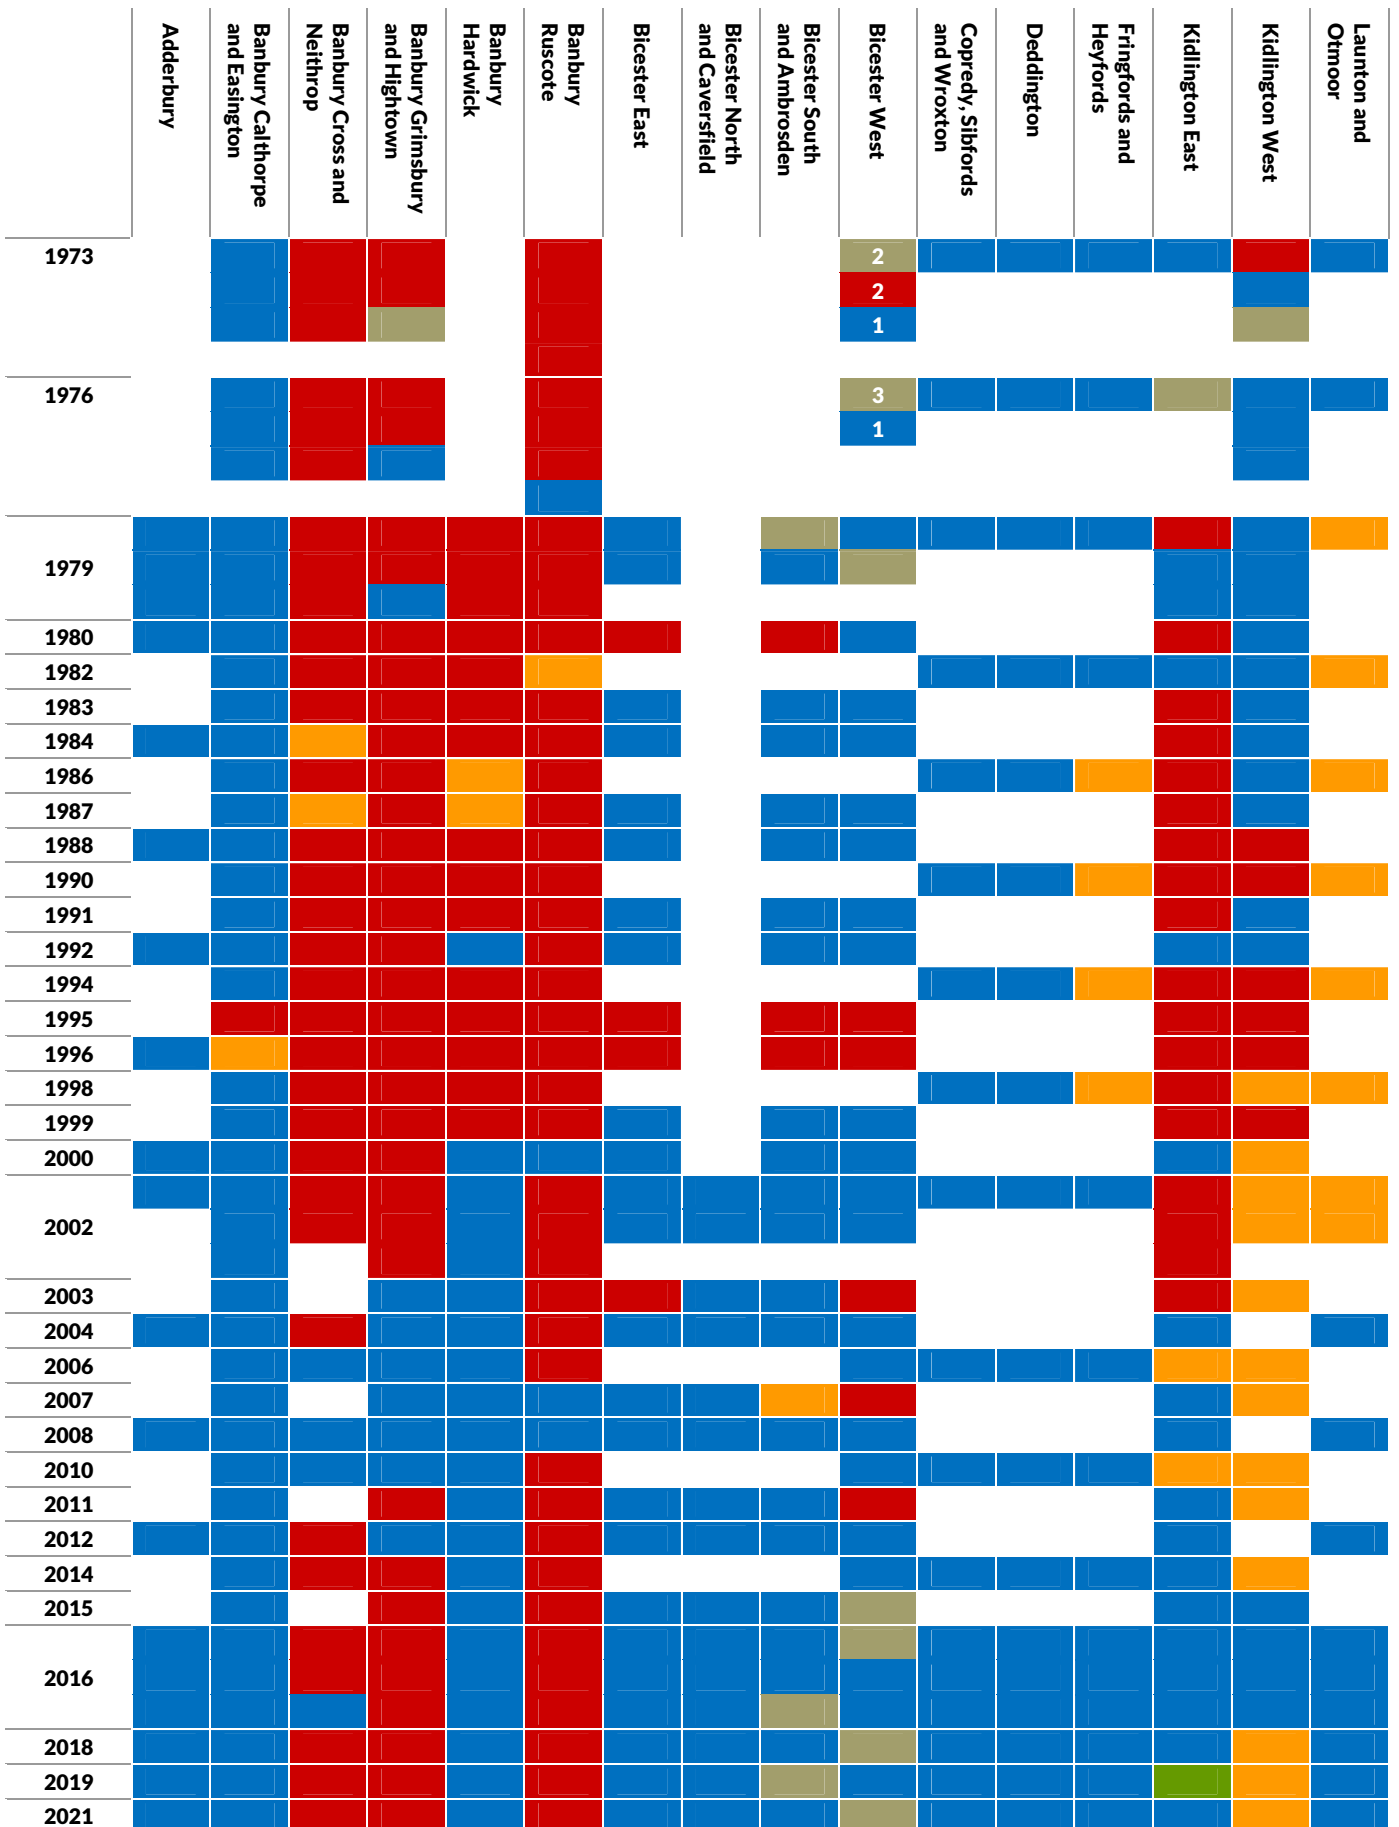 Adderbury
Banbury Calthorpe
and Easington
Banbury Cross and
Neithrop
Banbury Grimsbury
and Hightown
Banbury
Hardwick
Banbury
Ruscote
Bicester East
Bicester North
and Caversfield
Bicester South
and Ambrosden
Bicester West
Copredy, Sibfords
and Wroxton
Deddington
Fringfords and
Heyfords
Kidlington East
Kidlington West
Launton and
Otmoor
1973
2
2
1
1976
3
1
1979
1980
1982
1983
1984
1986
1987
1988
1990
1991
1992
1994
1995
1996
1998
1999
2000
2002
2003
2004
2006
2007
2008
2010
2011
2012
2014
2015
2016
2018
2019
2021